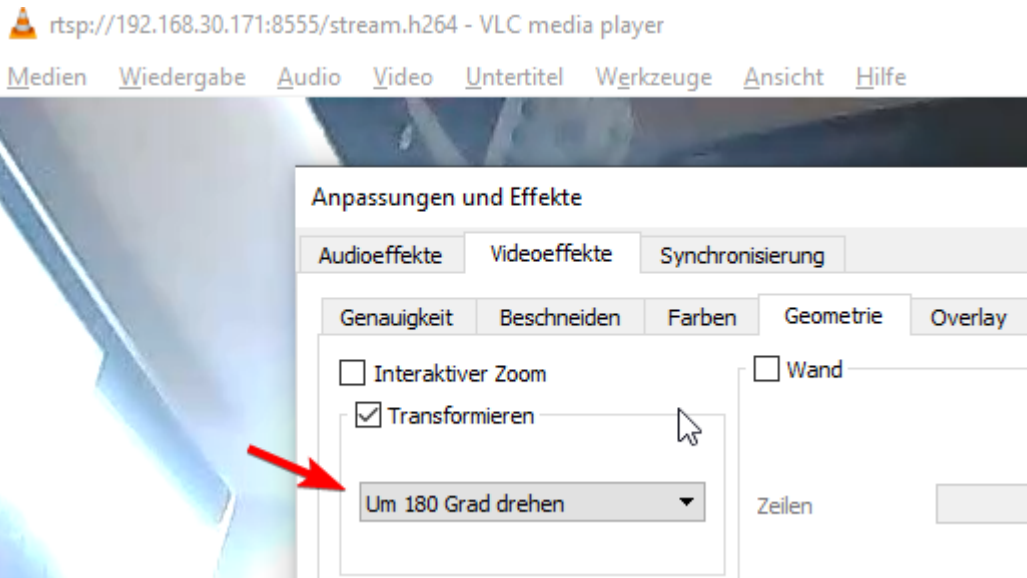 rtsp://192.168.30.171:8555/stream.h264 - VLC media player
Medien Wiedergabe Audio Video Untertitel Werkzeuge Ansicht Hilfe
Anpassungen und Effekte
Audioeffekte Videoeffekte Synchronisierung
Genauigkeit Beschneiden Farben Geometrie Overlay
Interaktiver Zoom
Wand
Transformieren
Um 180 Grad drehen
Zeilen